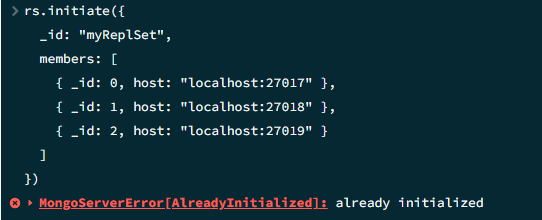 rs.initiate({
_id: "myReplSet",
members: [
{ _id: 0, host: "localhost:27017" },
{ _id: 1, host: "localhost:27018" },
{ _id: 2, host: "localhost:27019" }
]
})
MongoServerError[AlreadyInitialized]: already initialized